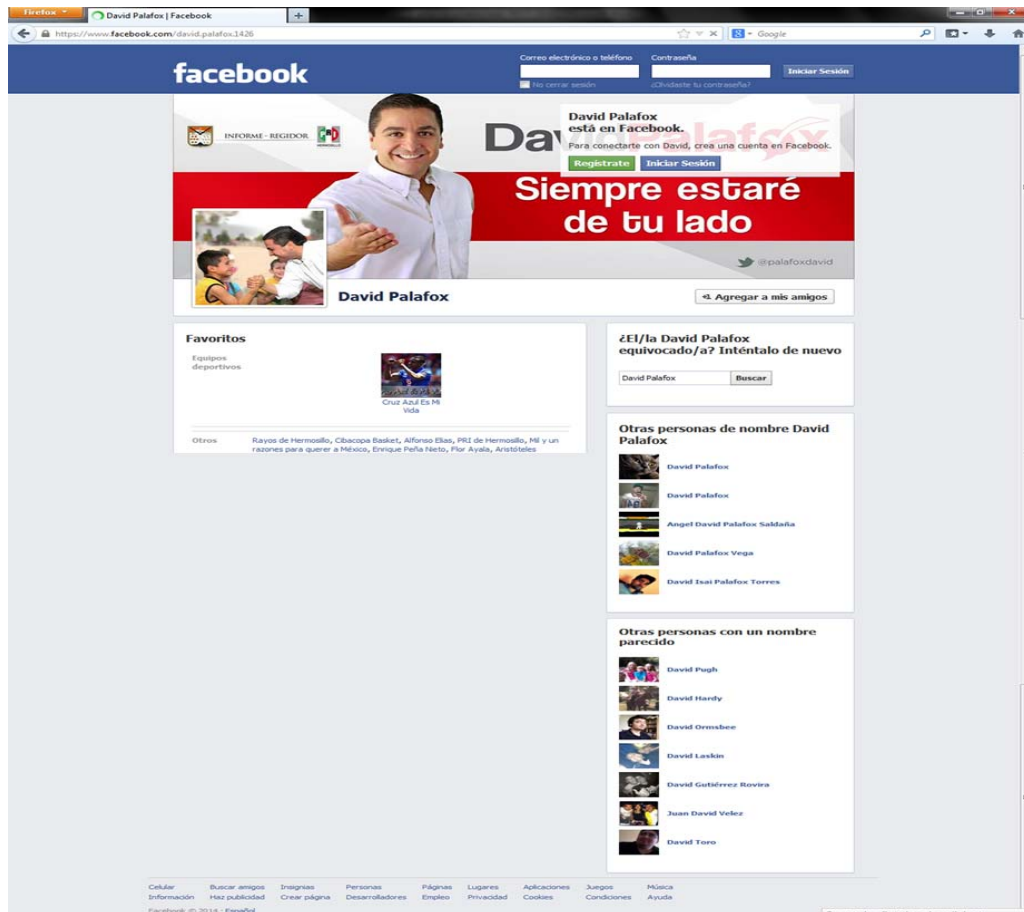 Firefox
David Palafox | Facebook
+
https://www.facebook.com/david.palafox.1426
Google
facebook
Correo electrónico o teléfono
Contraseña
Iniciar Sesión
No cerrar sesión
¿Olvidaste tu contraseña?
INFORME - REGIDOR
David Palafox
David Palafox
está en Facebook.
Para conectarte con David, crea una cuenta en Facebook.
Regístrate
Iniciar Sesión
Siempre estaré
de tu lado
@palafoxdavid
David Palafox
+1 Agregar a mis amigos
Favoritos
Equipos
deportivos
Cruz Azul Es Mi
Vida
Otros
Rayos de Hermosillo, Cibacopa Basket, Alfonso Elias, PRI de Hermosillo, Mil y un
razones para querer a México, Enrique Peña Nieto, Flor Ayala, Aristóteles
¿El/la David Palafox
equivocado/a? Inténtalo de nuevo
David Palafox
Buscar
Otras personas de nombre David
Palafox
David Palafox
David Palafox
Angel David Palafox Saldaña
David Palafox Vega
David Isai Palafox Torres
Otras personas con un nombre
parecido
David Pugh
David Hardy
David Ormsbee
David Laskin
David Gutiérrez Rovira
Juan David Velez
David Toro
Celular Buscar amigos Insignias Personas Páginas Lugares Aplicaciones Juegos Música
Información Haz publicidad Crear página Desarrolladores Empleo Privacidad Cookies Condiciones Ayuda
Facebook © 2014 · Español